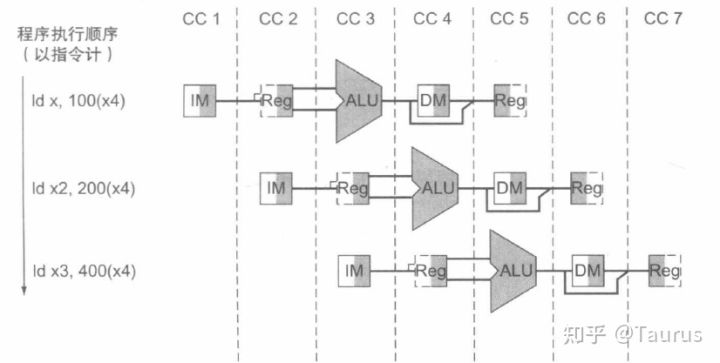 CC 1 CC 2 CC 3 CC 4 CC 5 CC 6 CC 7
程序执行顺序
(以指令计)
ld x, 100(x4)
IM Reg ALU DM Reg
ld x2, 200(x4)
IM Reg ALU DM Reg
ld x3, 400(x4)
IM Reg ALU DM Reg
知乎 @Taurus